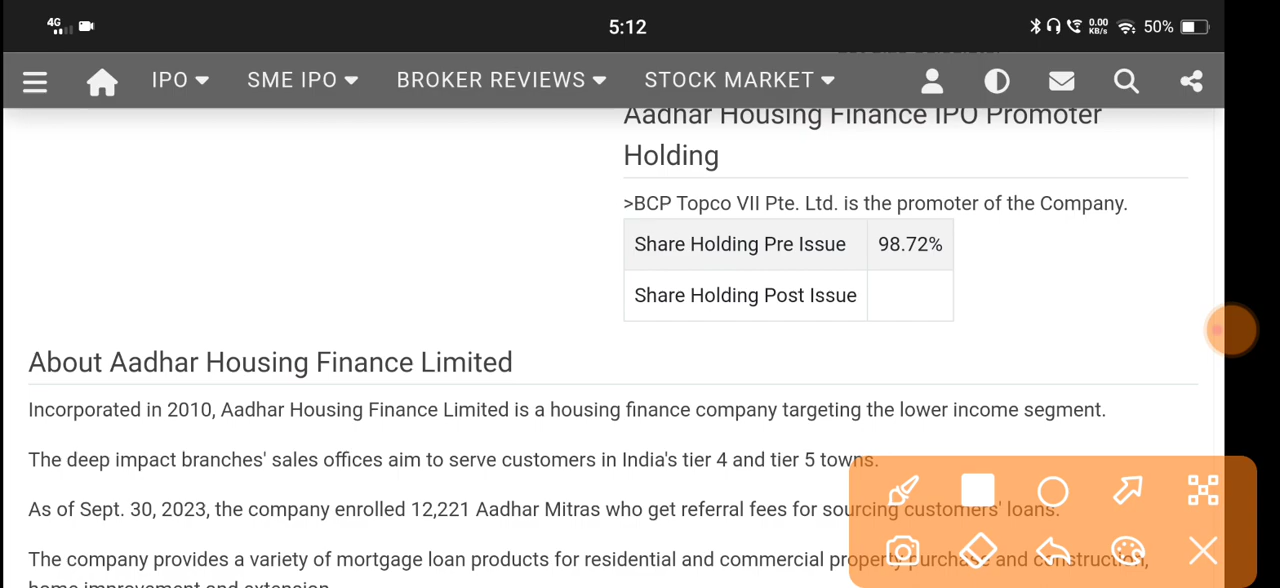 4G 5:12 0.00 KB/s 50%
IPO SME IPO BROKER REVIEWS STOCK MARKET
Aadhar Housing Finance IPO Promoter
Holding
>BCP Topco VII Pte. Ltd. is the promoter of the Company.
Share Holding Pre Issue 98.72%
Share Holding Post Issue
About Aadhar Housing Finance Limited
Incorporated in 2010, Aadhar Housing Finance Limited is a housing finance company targeting the lower income segment.
The deep impact branches' sales offices aim to serve customers in India's tier 4 and tier 5 towns.
As of Sept. 30, 2023, the company enrolled 12,221 Aadhar Mitras who get referral fees for sourcing customers' loans.
The company provides a variety of mortgage loan products for residential and commercial property purchase and construction,
home improvement and extension.